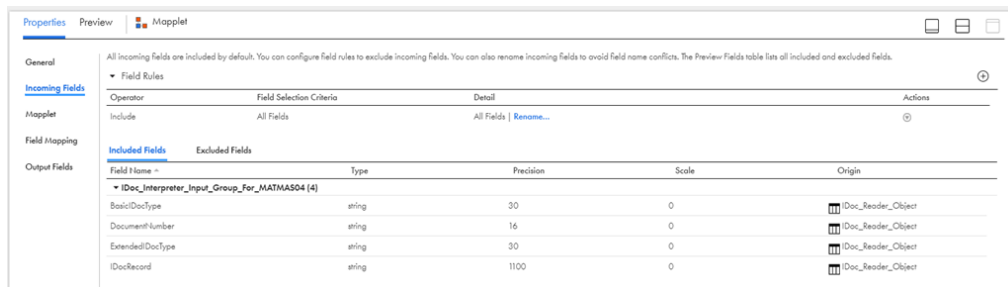 Properties Preview Mapplet
General
Incoming Fields
Mapplet
Field Mapping
Output Fields
All incoming fields are included by default. You can configure field rules to exclude incoming fields. You can also rename incoming fields to avoid field name conflicts. The Preview Fields table lists all included and excluded fields.
Field Rules
Operator Field Selection Criteria Detail Actions
Include All Fields All Fields | Rename...
Included Fields Excluded Fields
Field Name Type Precision Scale Origin
IDoc_Interpreter_Input_Group_For_MATMAS04 (4)
BasicIDocType string 30 0 IDoc_Reader_Object
DocumentNumber string 16 0 IDoc_Reader_Object
ExtendedIDocType string 30 0 IDoc_Reader_Object
IDocRecord string 1100 0 IDoc_Reader_Object